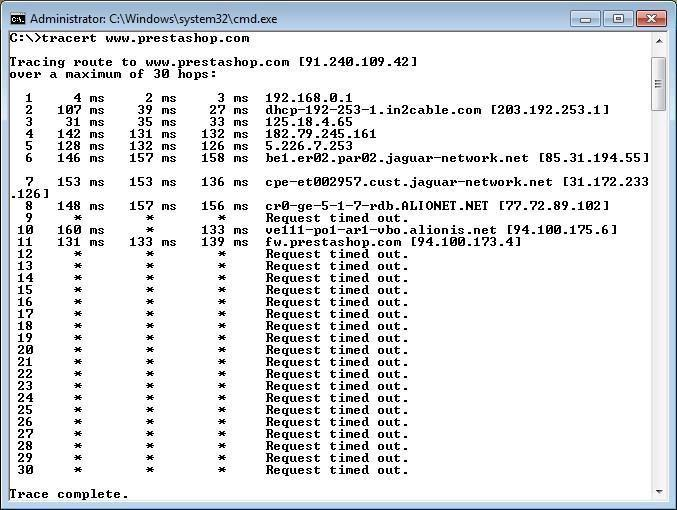 Administrator: C:\Windows\system32\cmd.exe
C:\>tracert www.prestashop.com
Tracing route to www.prestashop.com [91.240.109.42]
over a maximum of 30 hops:
1 4 ms 2 ms 3 ms 192.168.0.1
2 107 ms 39 ms 27 ms dhcp-192-253-1.in2cable.com [203.192.253.1]
3 31 ms 35 ms 33 ms 125.18.4.65
4 142 ms 131 ms 132 ms 182.79.245.161
5 128 ms 132 ms 126 ms 5.226.7.253
6 146 ms 157 ms 158 ms be1.er02.par02.jaguar-network.net [85.31.194.55]
7 153 ms 153 ms 136 ms cpe-et002957.cust.jaguar-network.net [31.172.233
.126]
8 148 ms 157 ms 156 ms cr0-ge-5-1-7-rdb.ALIONET.NET [77.72.89.102]
9 * * * Request timed out.
10 160 ms * 133 ms ve111-po1-ar1-vbo.alionis.net [94.100.175.6]
11 131 ms 133 ms 139 ms fw.prestashop.com [94.100.173.4]
12 * * * Request timed out.
13 * * * Request timed out.
14 * * * Request timed out.
15 * * * Request timed out.
16 * * * Request timed out.
17 * * * Request timed out.
18 * * * Request timed out.
19 * * * Request timed out.
20 * * * Request timed out.
21 * * * Request timed out.
22 * * * Request timed out.
23 * * * Request timed out.
24 * * * Request timed out.
25 * * * Request timed out.
26 * * * Request timed out.
27 * * * Request timed out.
28 * * * Request timed out.
29 * * * Request timed out.
30 * * * Request timed out.
Trace complete.